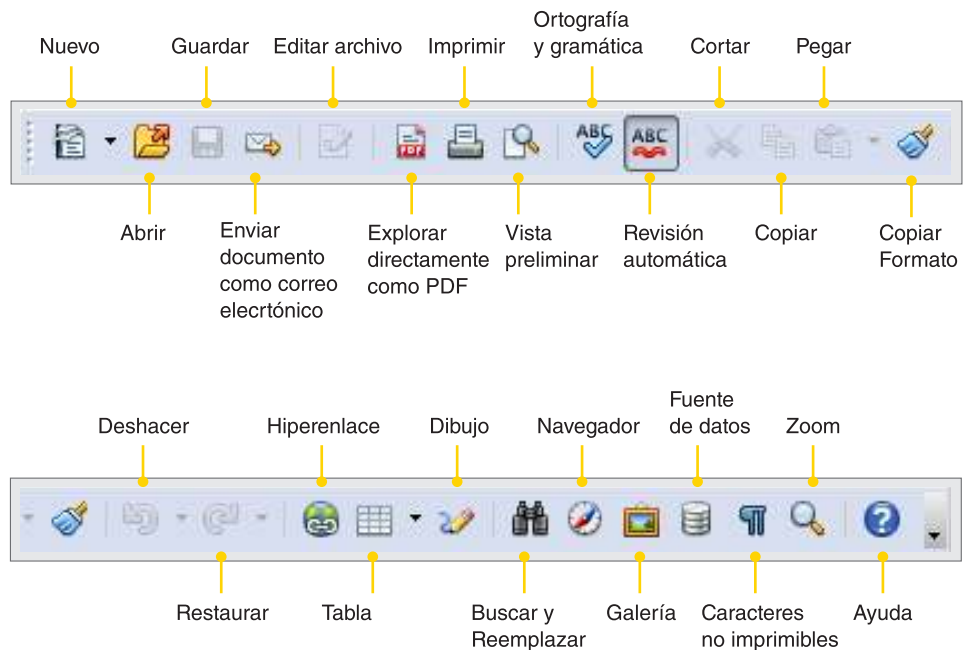 Nuevo
Guardar
Editar archivo
Imprimir
Ortografía
y gramática
Cortar
Pegar
PDF
ABC
ABC
Abrir
Enviar
documento
como correo
elecrtónico
Explorar
directamente
como PDF
Vista
preliminar
Revisión
automática
Copiar
Copiar
Formato
Deshacer
Hiperenlace
Dibujo
Navegador
Fuente
de datos
Zoom
Restaurar
Tabla
Buscar y
Reemplazar
Galería
Caracteres
no imprimibles
Ayuda